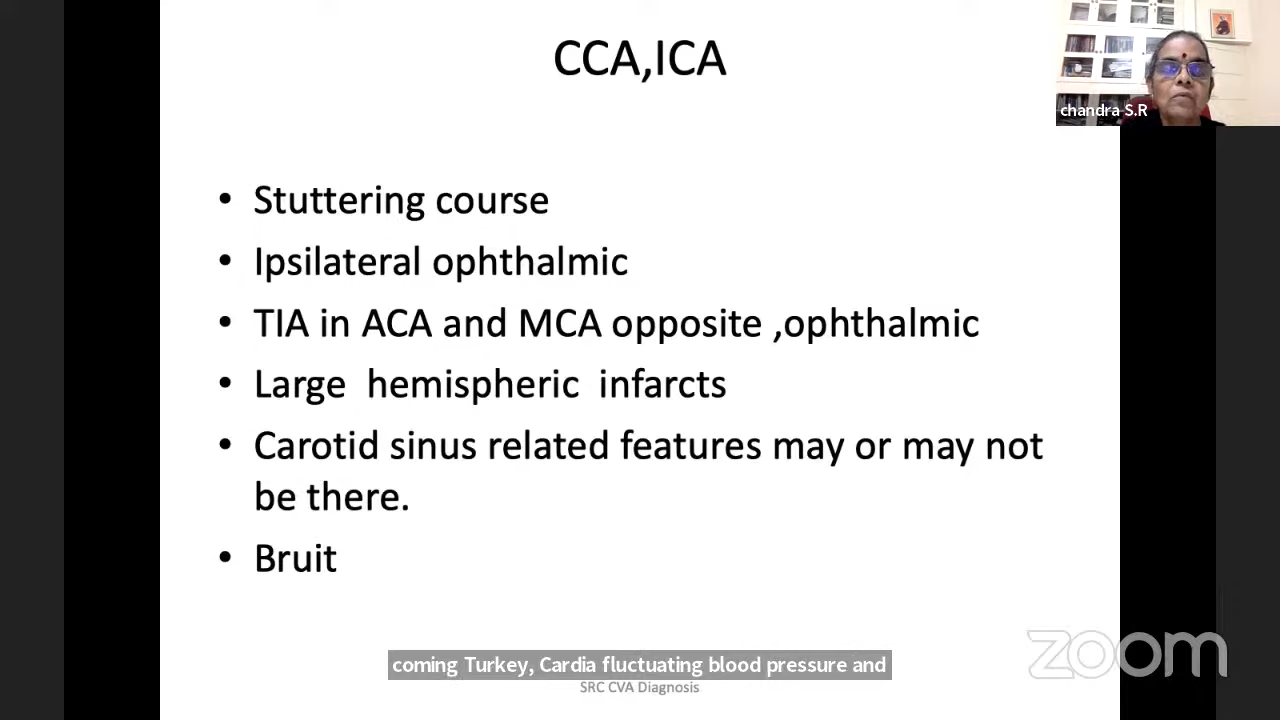 CCA,ICA
chandra S.R
• Stuttering course
• Ipsilateral ophthalmic
• TIA in ACA and MCA opposite ,ophthalmic
• Large hemispheric infarcts
• Carotid sinus related features may or may not
be there.
• Bruit
coming Turkey, Cardia fluctuating blood pressure and
SRC CVA Diagnosis
zoom